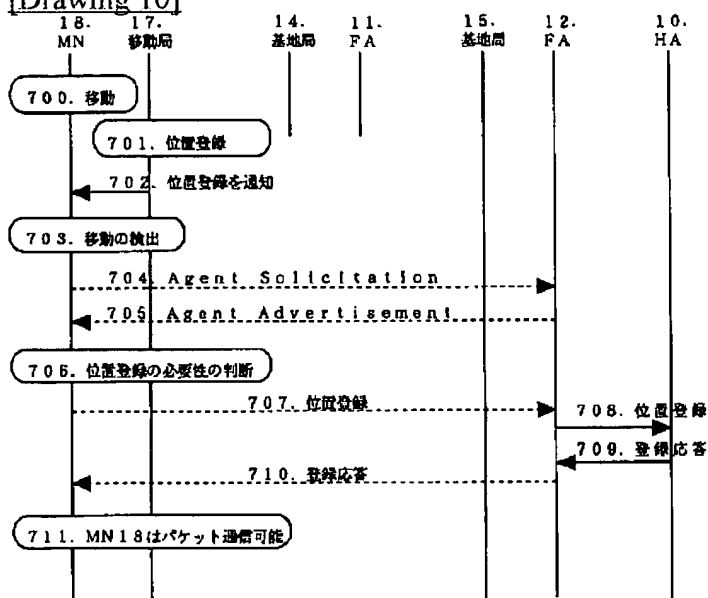 [Drawing 10]
18. 17. 14. 11. 15. 12. 10.
MN 移動局 基地局 FA 基地局 FA HA
700. 移動
701. 位置登録
702. 位置登録を通知
703. 移動の検出
704. Agent Solicitation
705. Agent Advertisement
706. 位置登録の必要性の判断
707. 位置登録
708. 位置登録
709. 登録応答
710. 登録応答
711. MN18はパケット通信可能